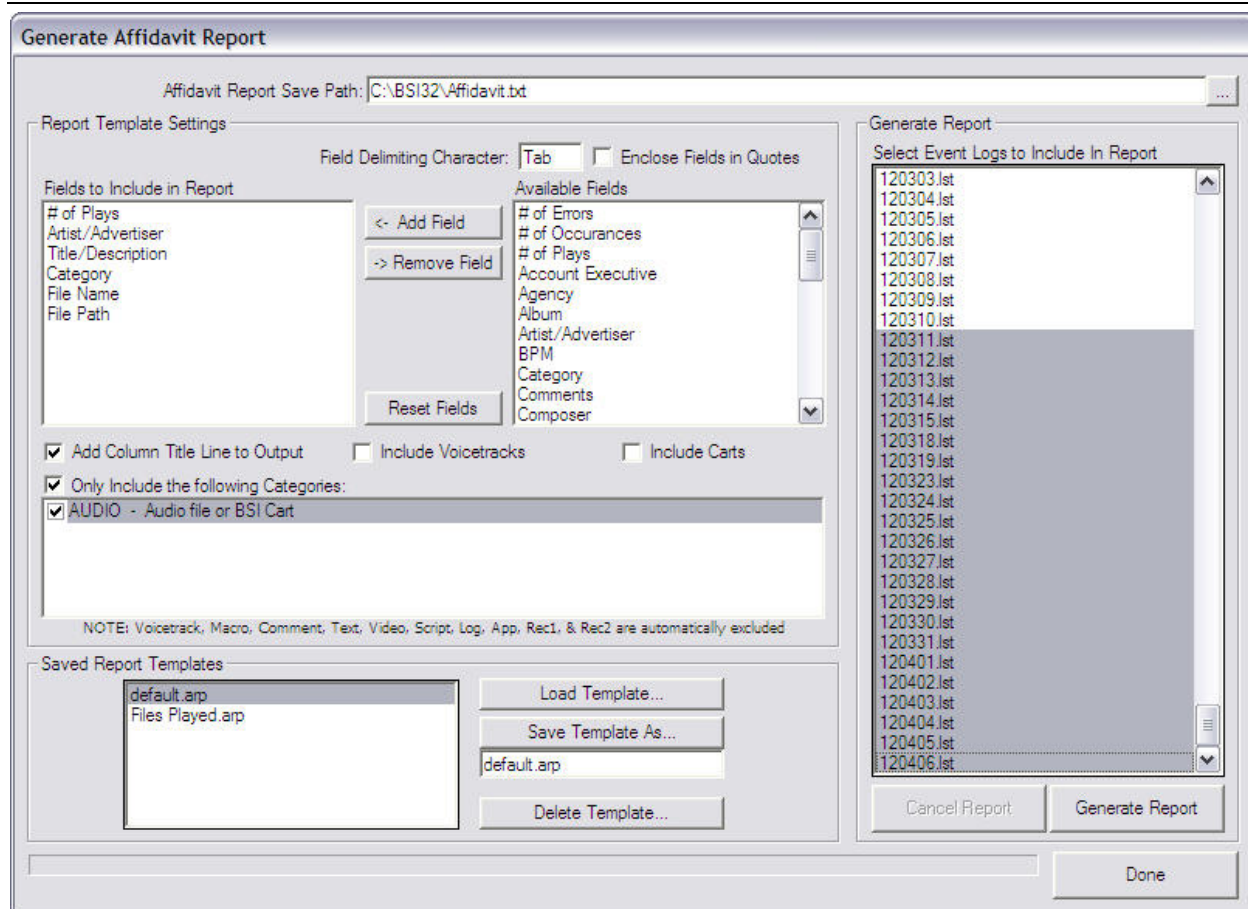 Generate Affidavit Report
Affidavit Report Save Path: C:\BSI32\Affidavit.txt
...
Report Template Settings
Field Delimiting Character: Tab Enclose Fields in Quotes
Fields to Include in Report
# of Plays
Artist/Advertiser
Title/Description
Category
File Name
File Path
<- Add Field
-> Remove Field
Reset Fields
Available Fields
# of Errors
# of Occurances
# of Plays
Account Executive
Agency
Album
Artist/Advertiser
BPM
Category
Comments
Composer
Add Column Title Line to Output Include Voicetracks Include Carts
Only Include the following Categories:
AUDIO - Audio file or BSI Cart
NOTE: Voicetrack, Macro, Comment, Text, Video, Script, Log, App, Rec1, & Rec2 are automatically excluded
Saved Report Templates
default.arp
Files Played.arp
Load Template...
Save Template As...
default.arp
Delete Template...
Generate Report
Select Event Logs to Include In Report
120303.lst
120304.lst
120305.lst
120306.lst
120307.lst
120308.lst
120309.lst
120310.lst
120311.lst
120312.lst
120313.lst
120314.lst
120315.lst
120318.lst
120319.lst
120323.lst
120324.lst
120325.lst
120326.lst
120327.lst
120328.lst
120329.lst
120330.lst
120331.lst
120401.lst
120402.lst
120403.lst
120404.lst
120405.lst
120406.lst
Cancel Report
Generate Report
Done